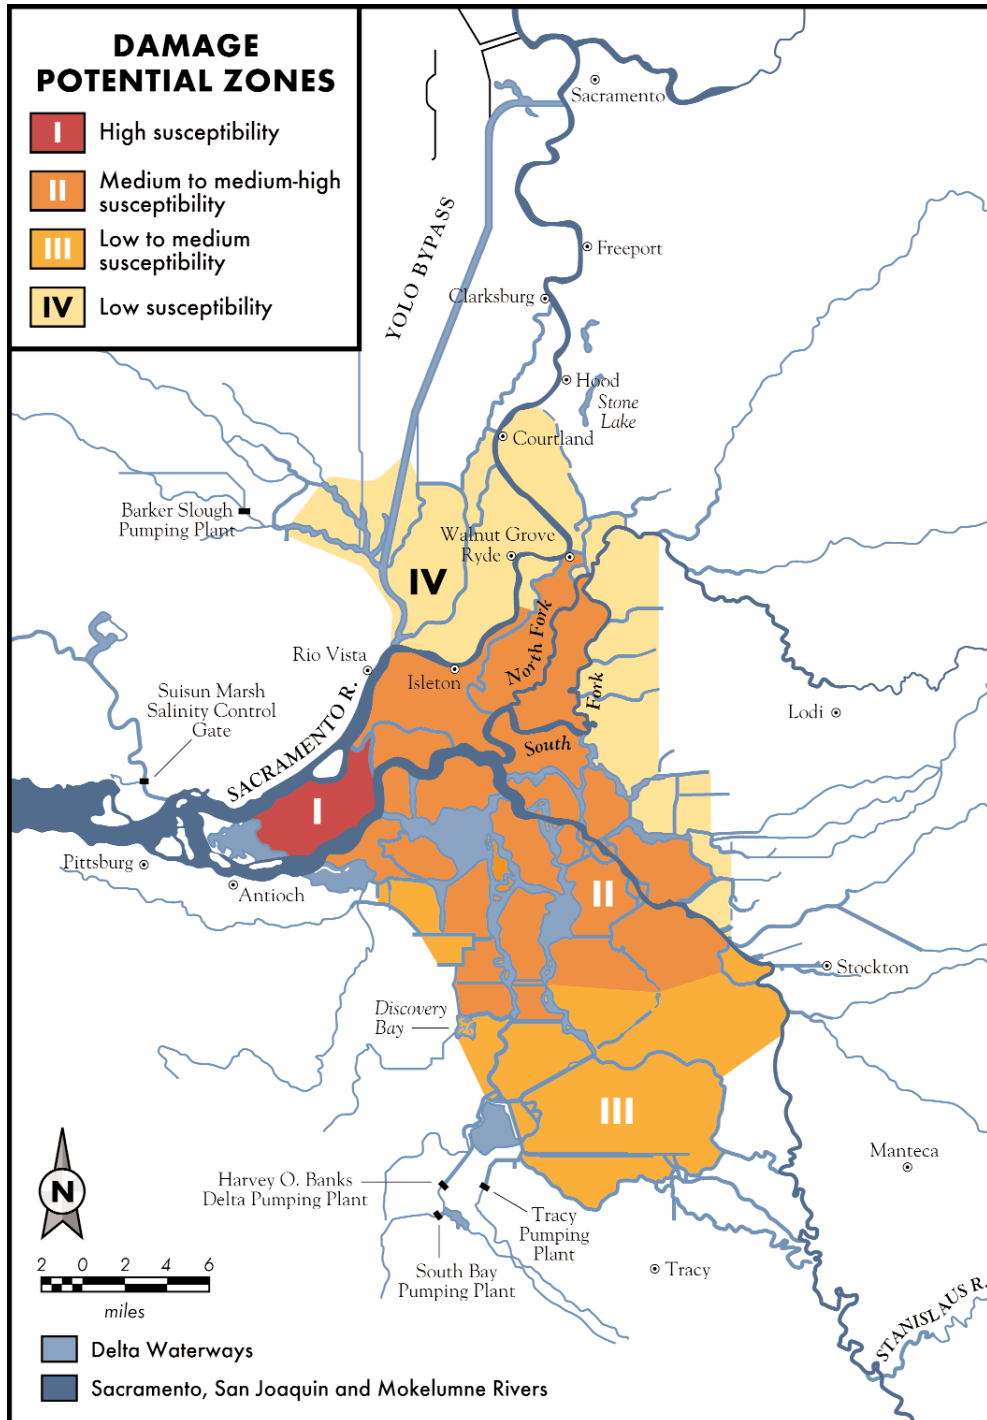 DAMAGE
POTENTIAL ZONES
I
High susceptibility
II
Medium to medium-high
susceptibility
III
Low to medium
susceptibility
IV
Low susceptibility
Sacramento
YOLO BYPASS
Freeport
Clarksburg
Hood
Stone
Lake
Courtland
Barker Slough
Pumping Plant
Walnut Grove
Ryde
IV
North Fork
Rio Vista
Isleton
Fork
South
Lodi
Suisun Marsh
Salinity Control
Gate
SACRAMENTO R.
I
Pittsburg
Antioch
II
Stockton
Discovery
Bay
III
Manteca
N
Harvey O. Banks
Delta Pumping Plant
Tracy
Pumping
Plant
South Bay
Pumping Plant
Tracy
2 0 2 4 6
miles
STANISLAUS R.
Delta Waterways
Sacramento, San Joaquin and Mokelumne Rivers